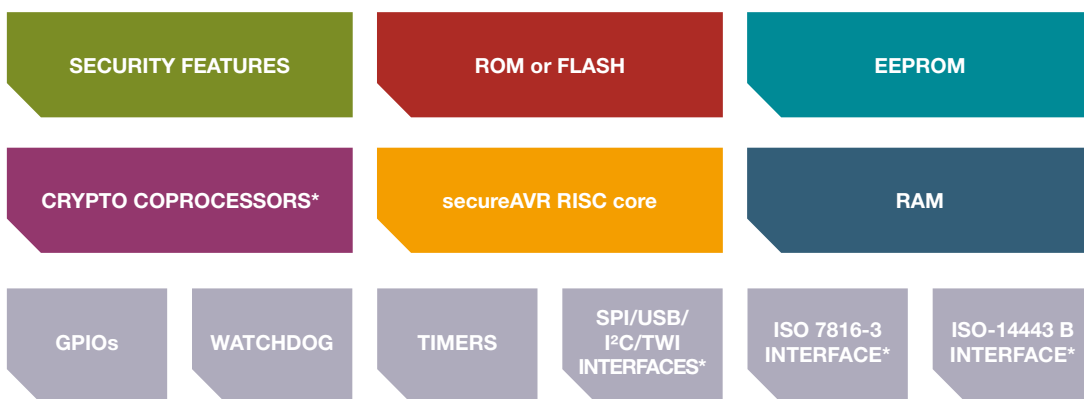 SECURITY FEATURES
ROM or FLASH
EEPROM
CRYPTO COPROCESSORS*
secureAVR RISC core
RAM
GPIOs
WATCHDOG
TIMERS
SPI/USB/
I²C/TWI
INTERFACES*
ISO 7816-3
INTERFACE*
ISO-14443 B
INTERFACE*